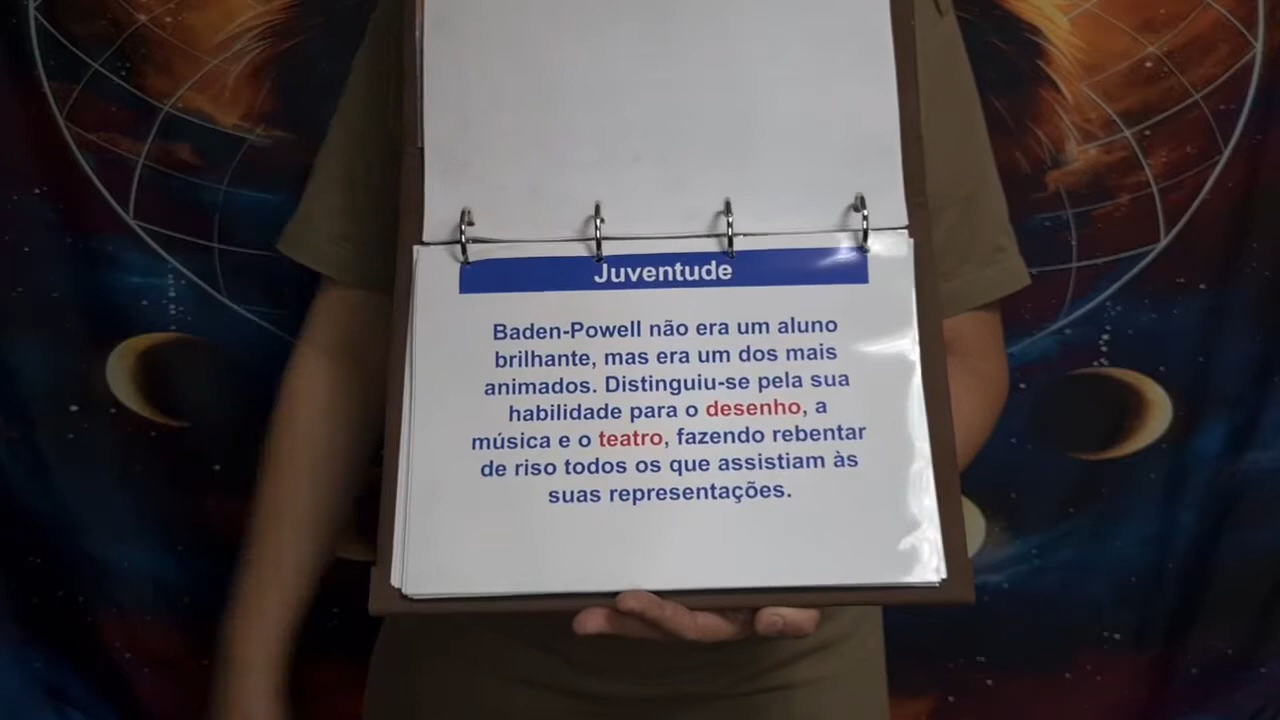 Juventude
Baden-Powell não era um aluno
brilhante, mas era um dos mais
animados. Distinguiu-se pela sua
habilidade para o desenho, a
música e o teatro, fazendo rebentar
de riso todos os que assistiam às
suas representações.